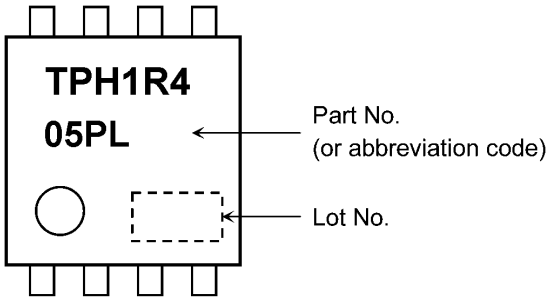 TPH1R4
05PL
Part No.
(or abbreviation code)
Lot No.